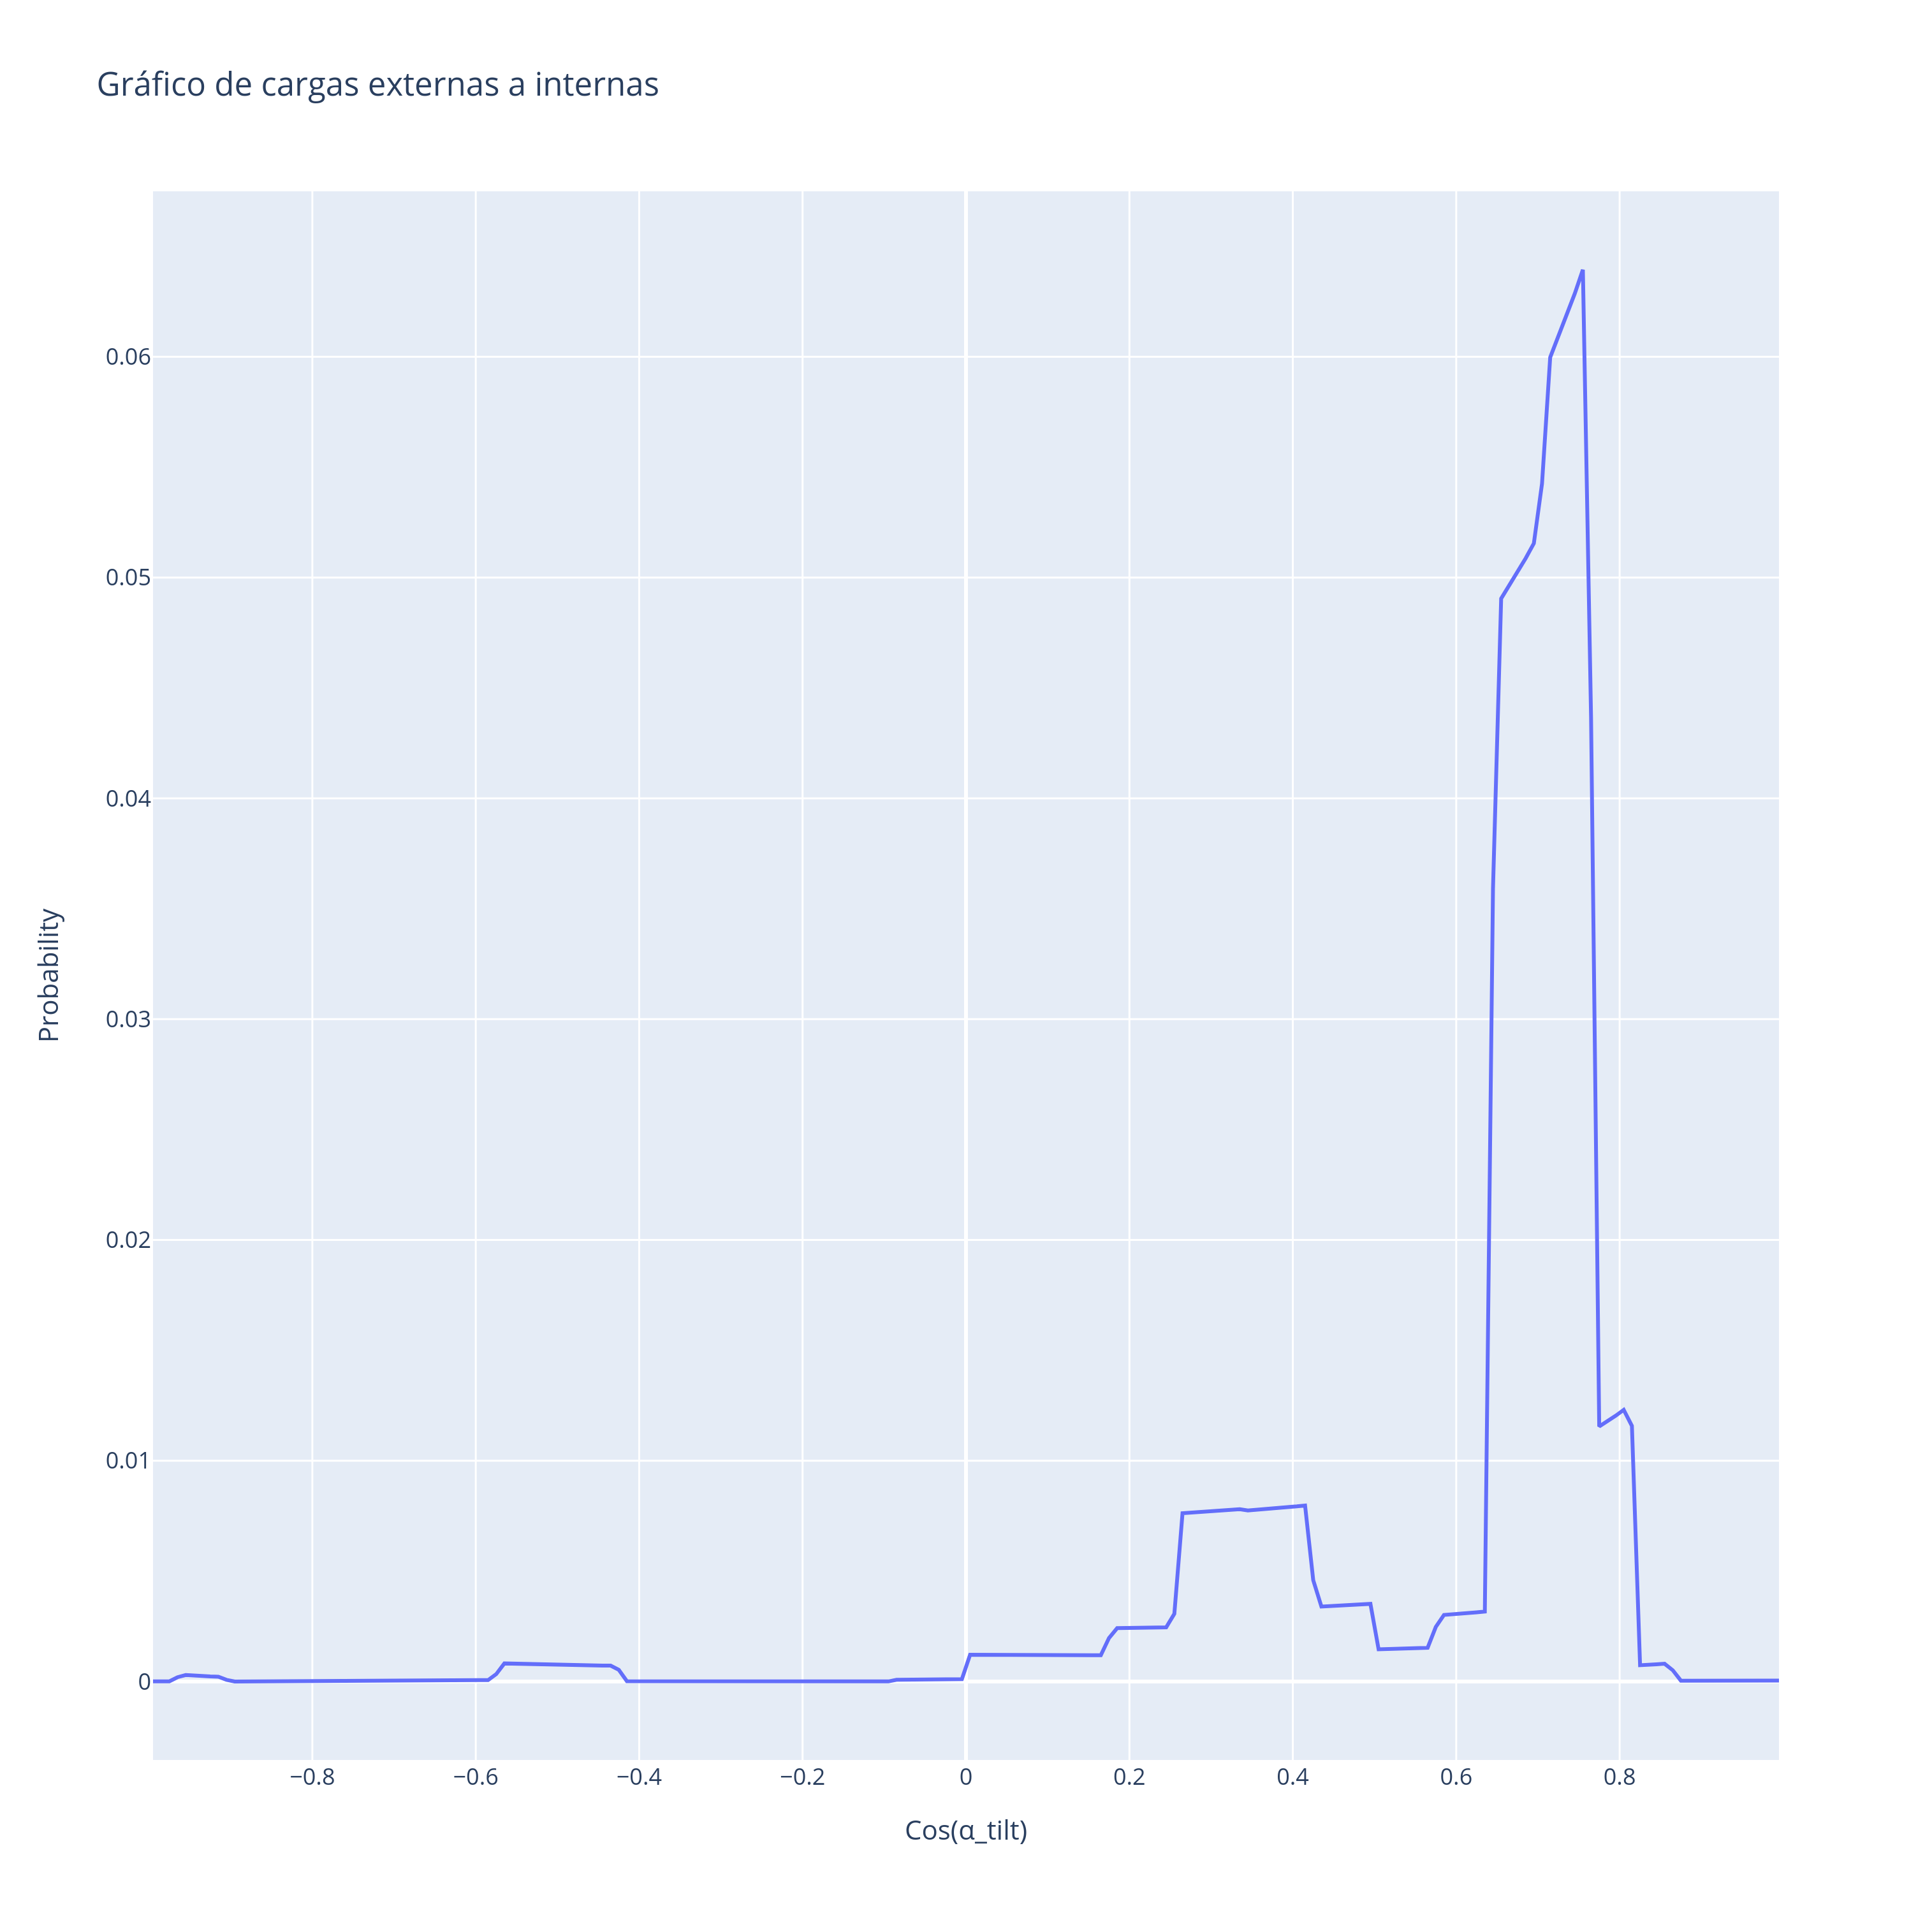 Gráfico de cargas externas a internas
0.06
0.05
0.04
0.03
0.02
0.01
0
Probability
−0.8 −0.6 −0.4 −0.2 0 0.2 0.4 0.6 0.8
Cos(α_tilt)